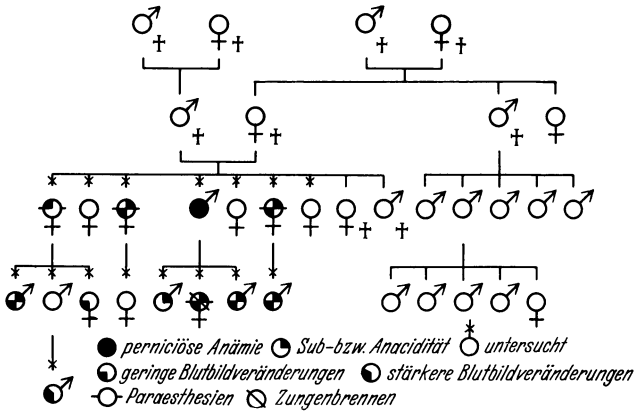 perniciöse Anämie Sub-bzw. Anacidität untersucht
geringe Blutbildveränderungen stärkere Blutbildveränderungen
Paraesthesien Zungenbrennen